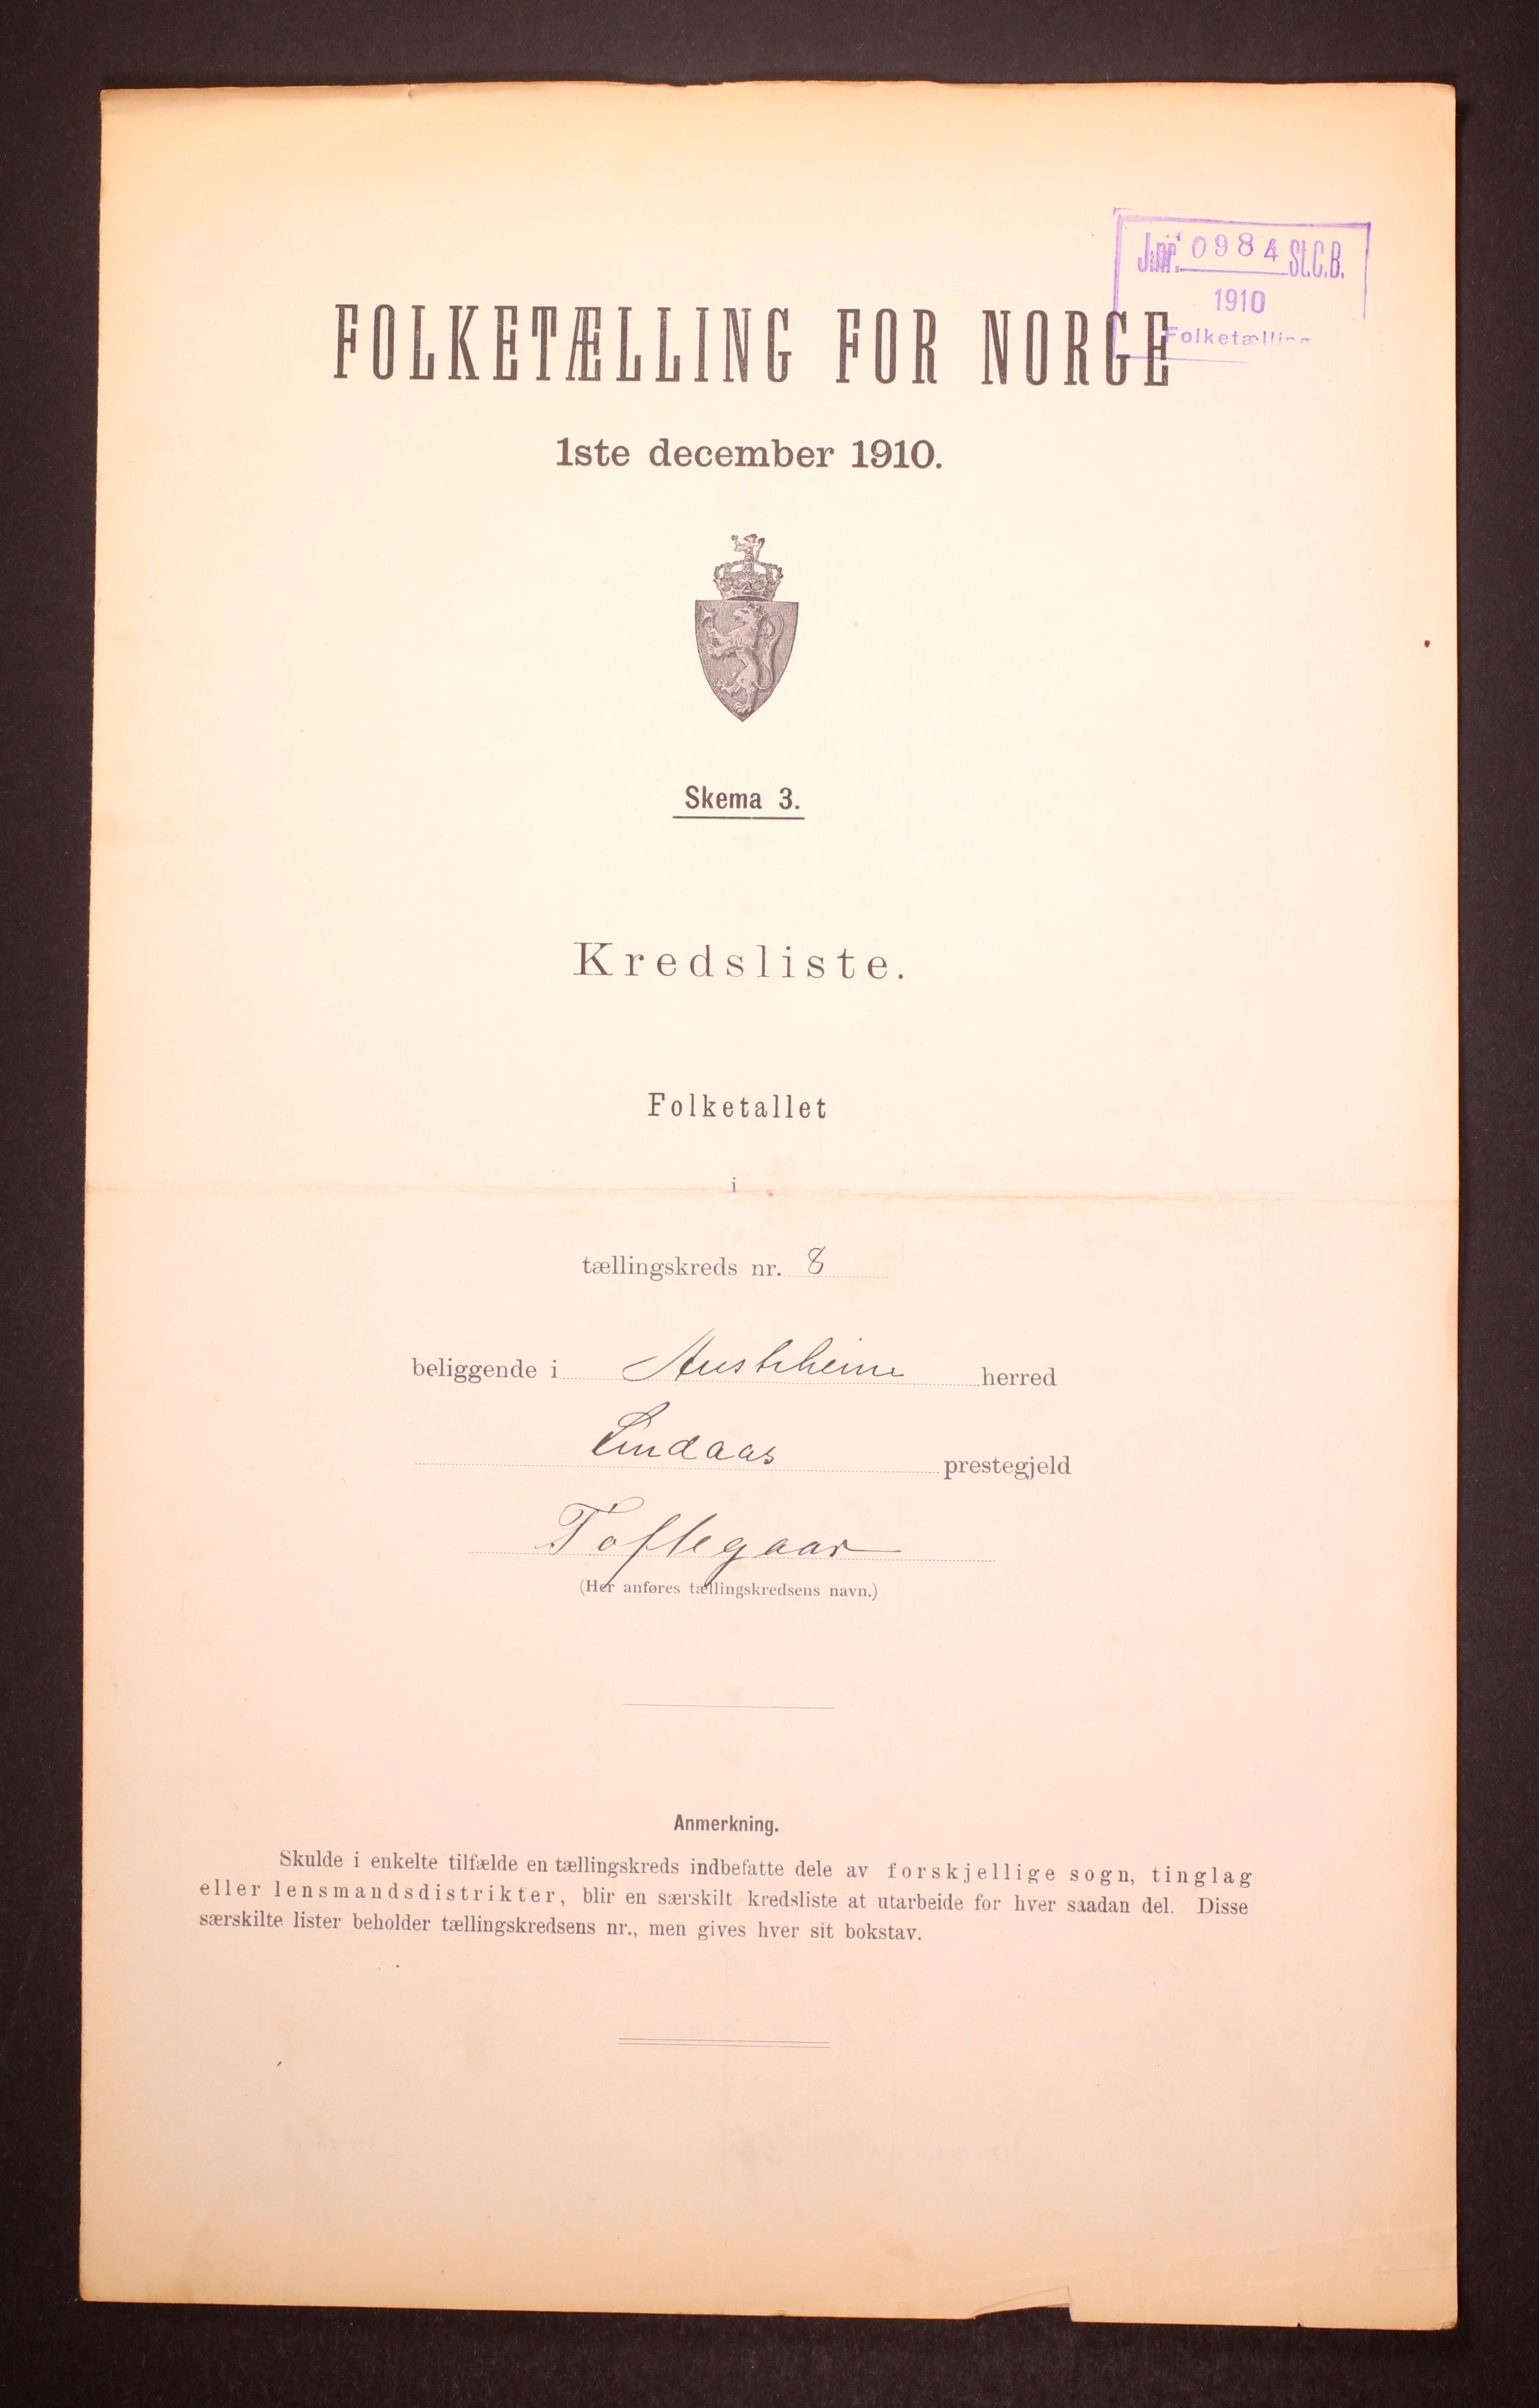 J.nr. 0984 St.C.B.
1910
Folketælling
FOLKETÆLLING FOR NORGE
1ste december 1910.
Skema 3.
Kredsliste.
Folketallet
i
tællingskreds nr. 8
beliggende i Austrheim herred
Lindaas prestegjeld
Toftegaar
(Her anføres tællingskredsens navn.)
Anmerkning.
Skulde i enkelte tilfælde en tællingskreds indbefatte dele av forskjellige sogn, tinglag
eller lensmandsdistrikter, blir en særskilt kredsliste at utarbeide for hver saadan del. Disse
særskilte lister beholder tællingskredsens nr., men gives hver sit bokstav.